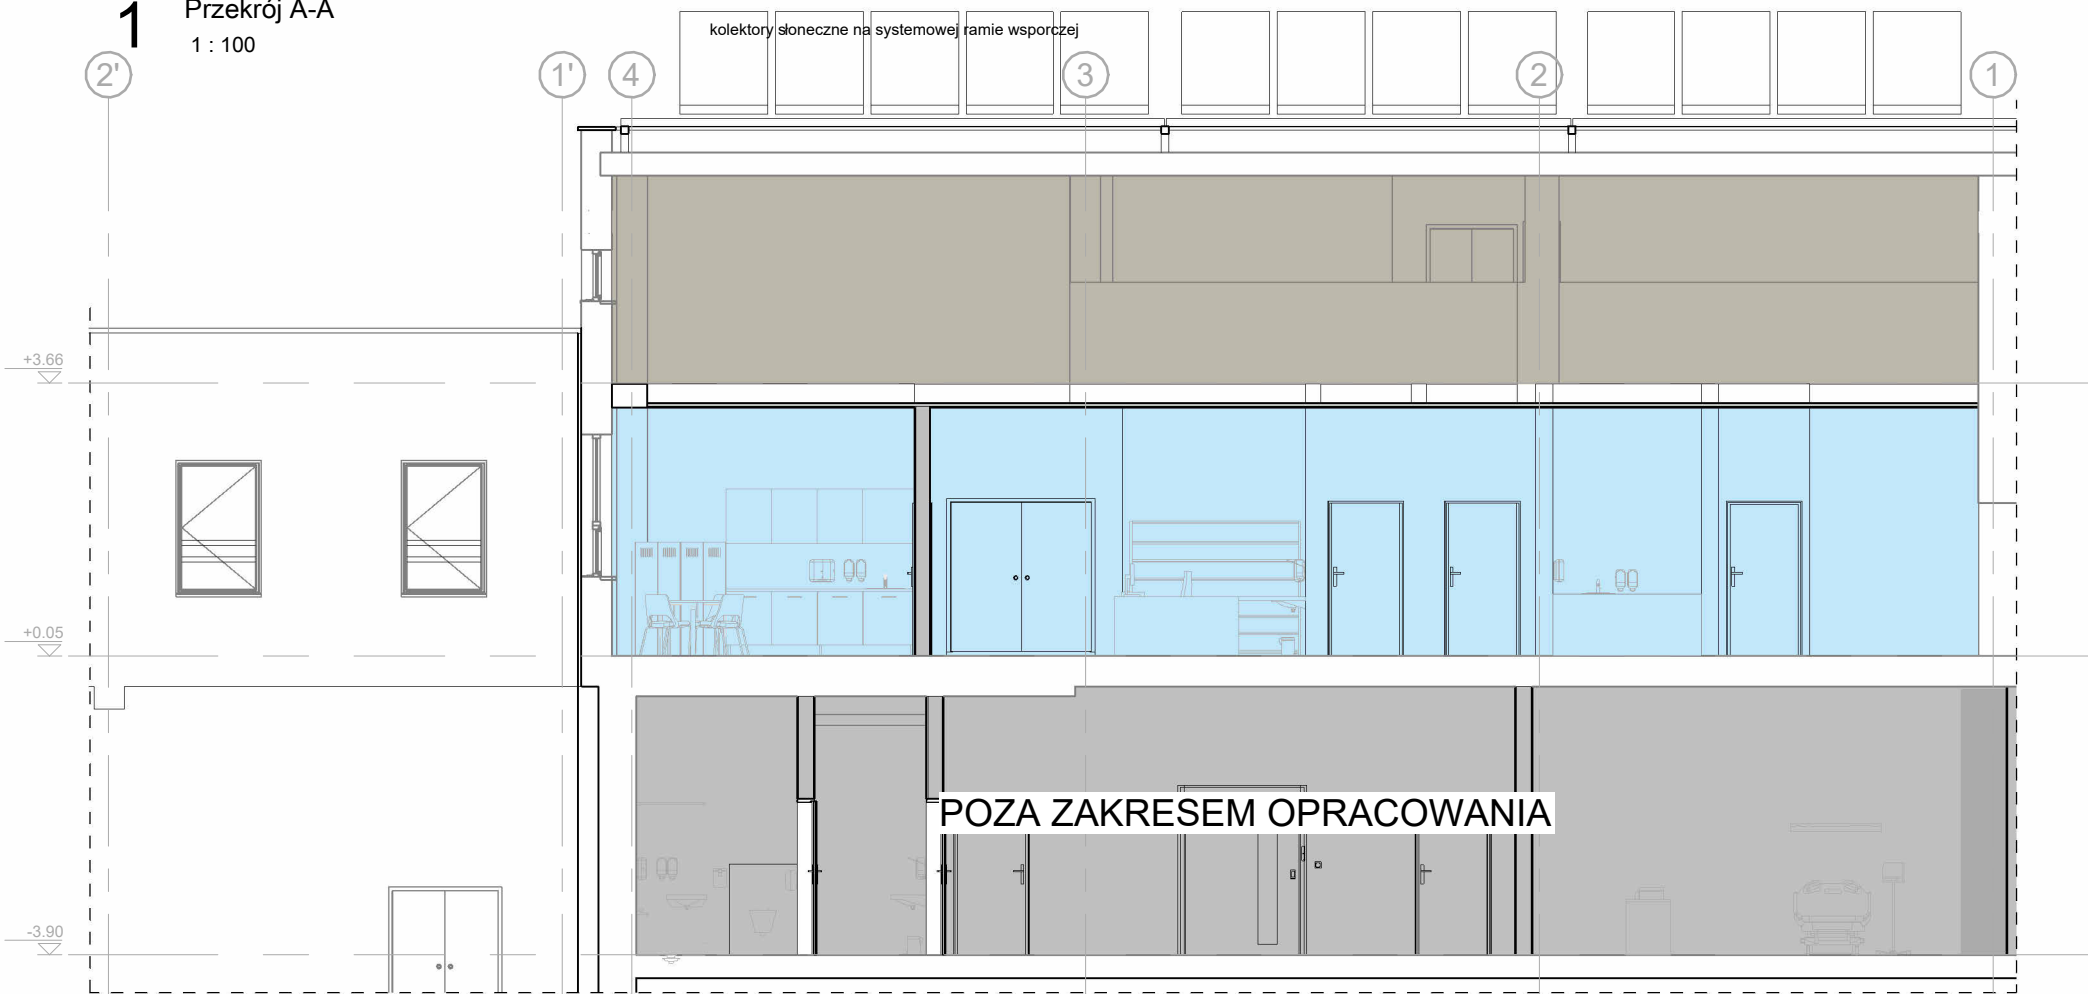 1 Przekrój A-A
1 : 100
kolektory słoneczne na systemowej ramie wsporczej
2' 1' 4 3 2 1
+3.66
+0.05
POZA ZAKRESEM OPRACOWANIA
-3.90